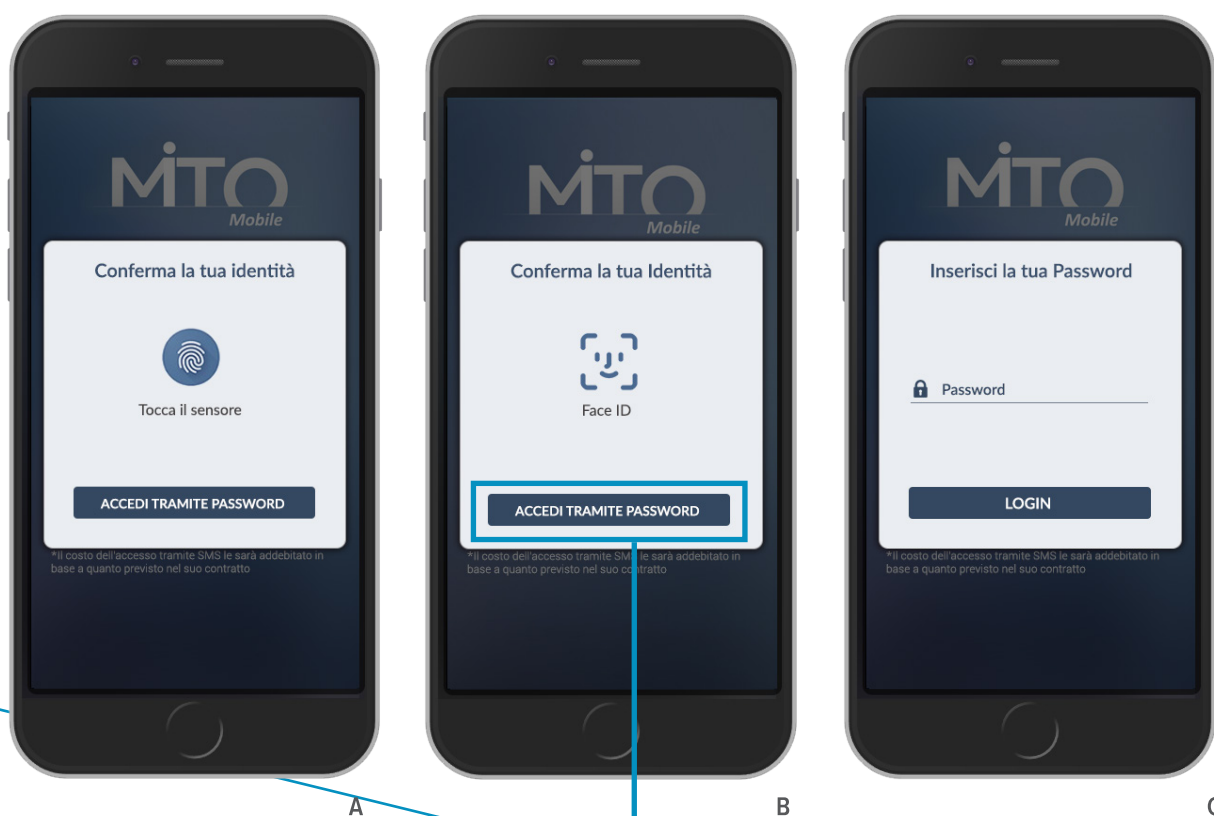 MITO
Mobile
Conferma la tua identità
Tocca il sensore
ACCEDI TRAMITE PASSWORD
*Il costo dell'accesso tramite SMS le sarà addebitato in
base a quanto previsto nel suo contratto
A
MITO
Mobile
Conferma la tua Identità
Face ID
ACCEDI TRAMITE PASSWORD
*Il costo dell'accesso tramite SMS le sarà addebitato in
base a quanto previsto nel suo contratto
B
MITO
Mobile
Inserisci la tua Password
Password
LOGIN
*Il costo dell'accesso tramite SMS le sarà addebitato in
base a quanto previsto nel suo contratto